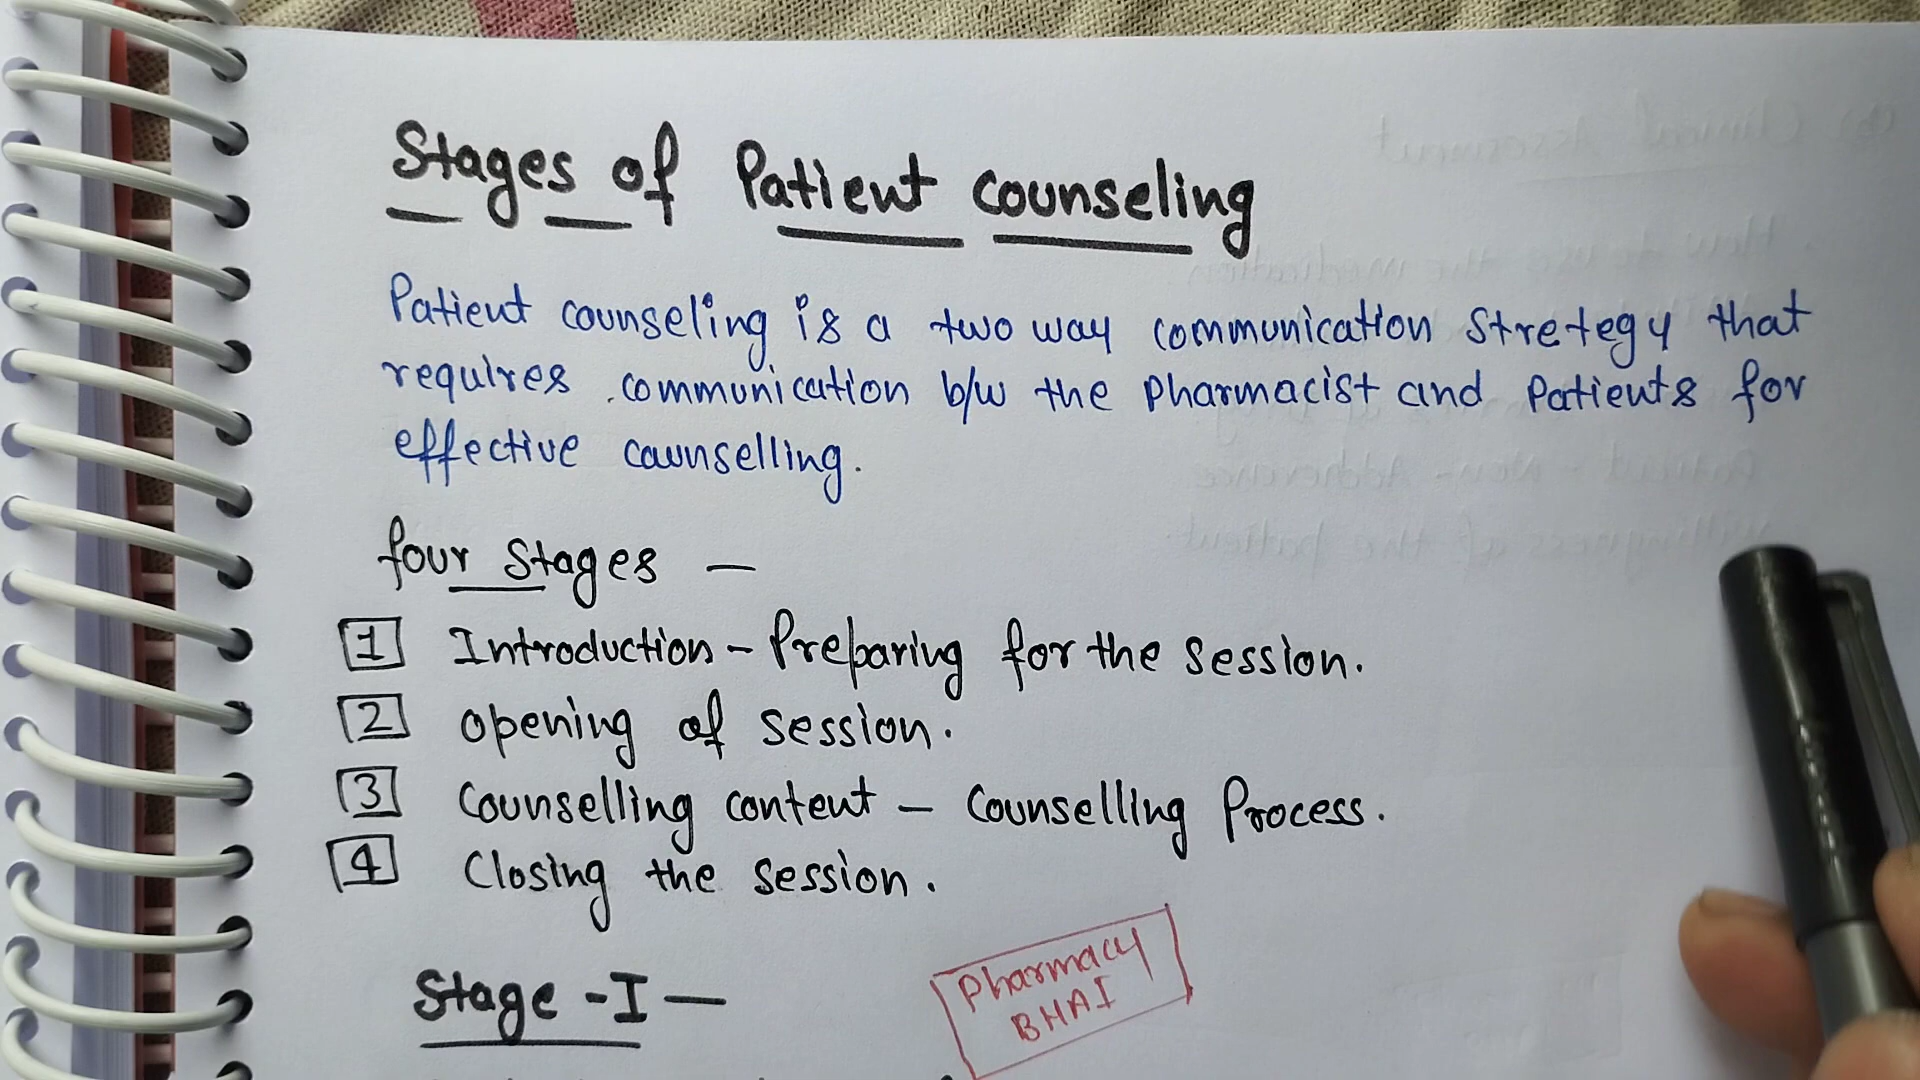 Stages of Patient counseling
Patient counseling is a two way communication Stretegy that
requires communication b/w the pharmacist and Patients for
effective caunselling.
four stages —
1 Introduction - Preparing for the session.
2 opening of session.
3 Counselling content — Counselling Process.
4 Closing the session.
Stage - I —
Pharmacy
BHAI